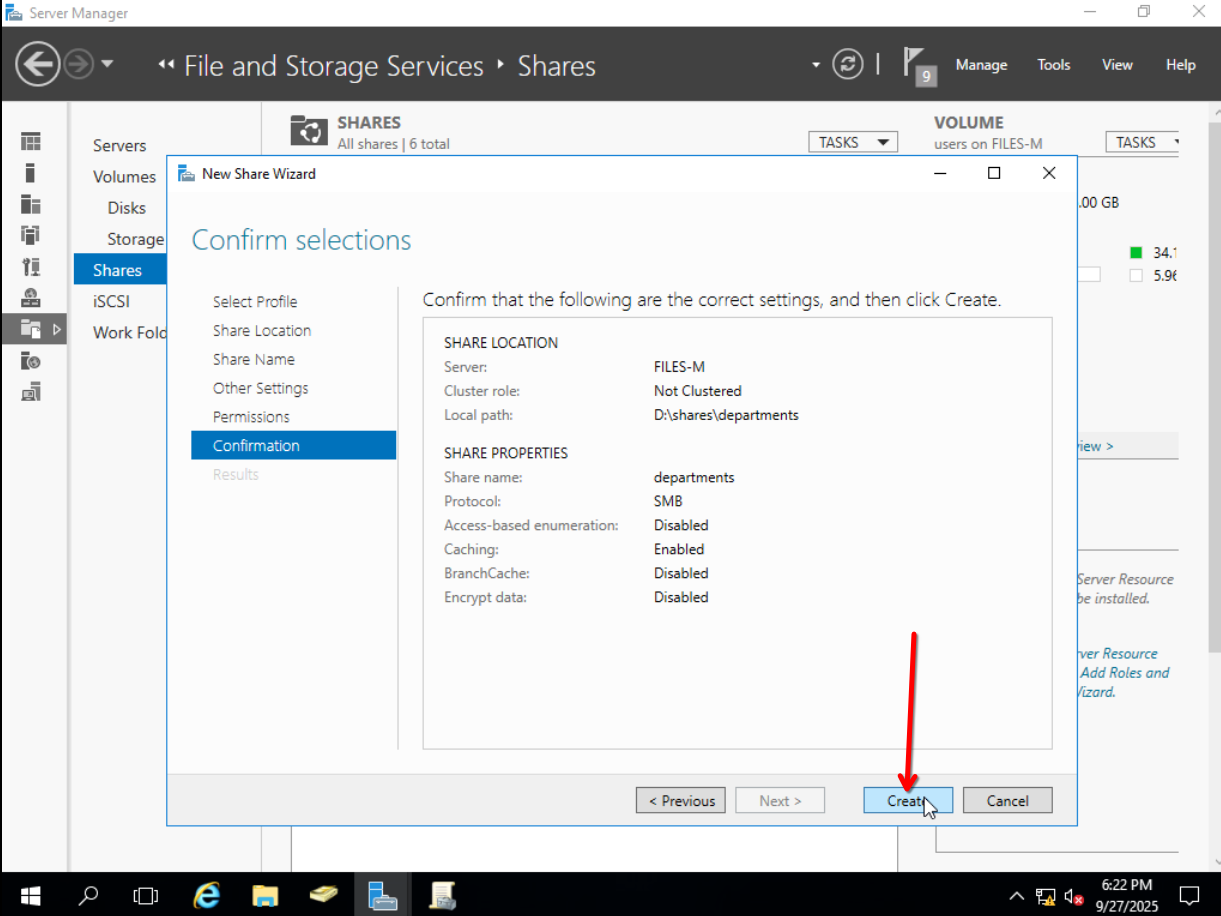 Server Manager
File and Storage Services
Shares
9
Manage
Tools
View
Help
Servers
Volumes
Disks
Storage
Shares
iSCSI
Work Fold
SHARES
All shares | 6 total
TASKS
VOLUME
users on FILES-M
TASKS
.00 GB
34.1
5.96
iew >
Server Resource
be installed.
ver Resource
Add Roles and
Wizard.
New Share Wizard
Confirm selections
Select Profile
Share Location
Share Name
Other Settings
Permissions
Confirmation
Results
Confirm that the following are the correct settings, and then click Create.
SHARE LOCATION
Server: FILES-M
Cluster role: Not Clustered
Local path: D:\shares\departments
SHARE PROPERTIES
Share name: departments
Protocol: SMB
Access-based enumeration: Disabled
Caching: Enabled
BranchCache: Disabled
Encrypt data: Disabled
< Previous
Next >
Create
Cancel
6:22 PM
9/27/2025